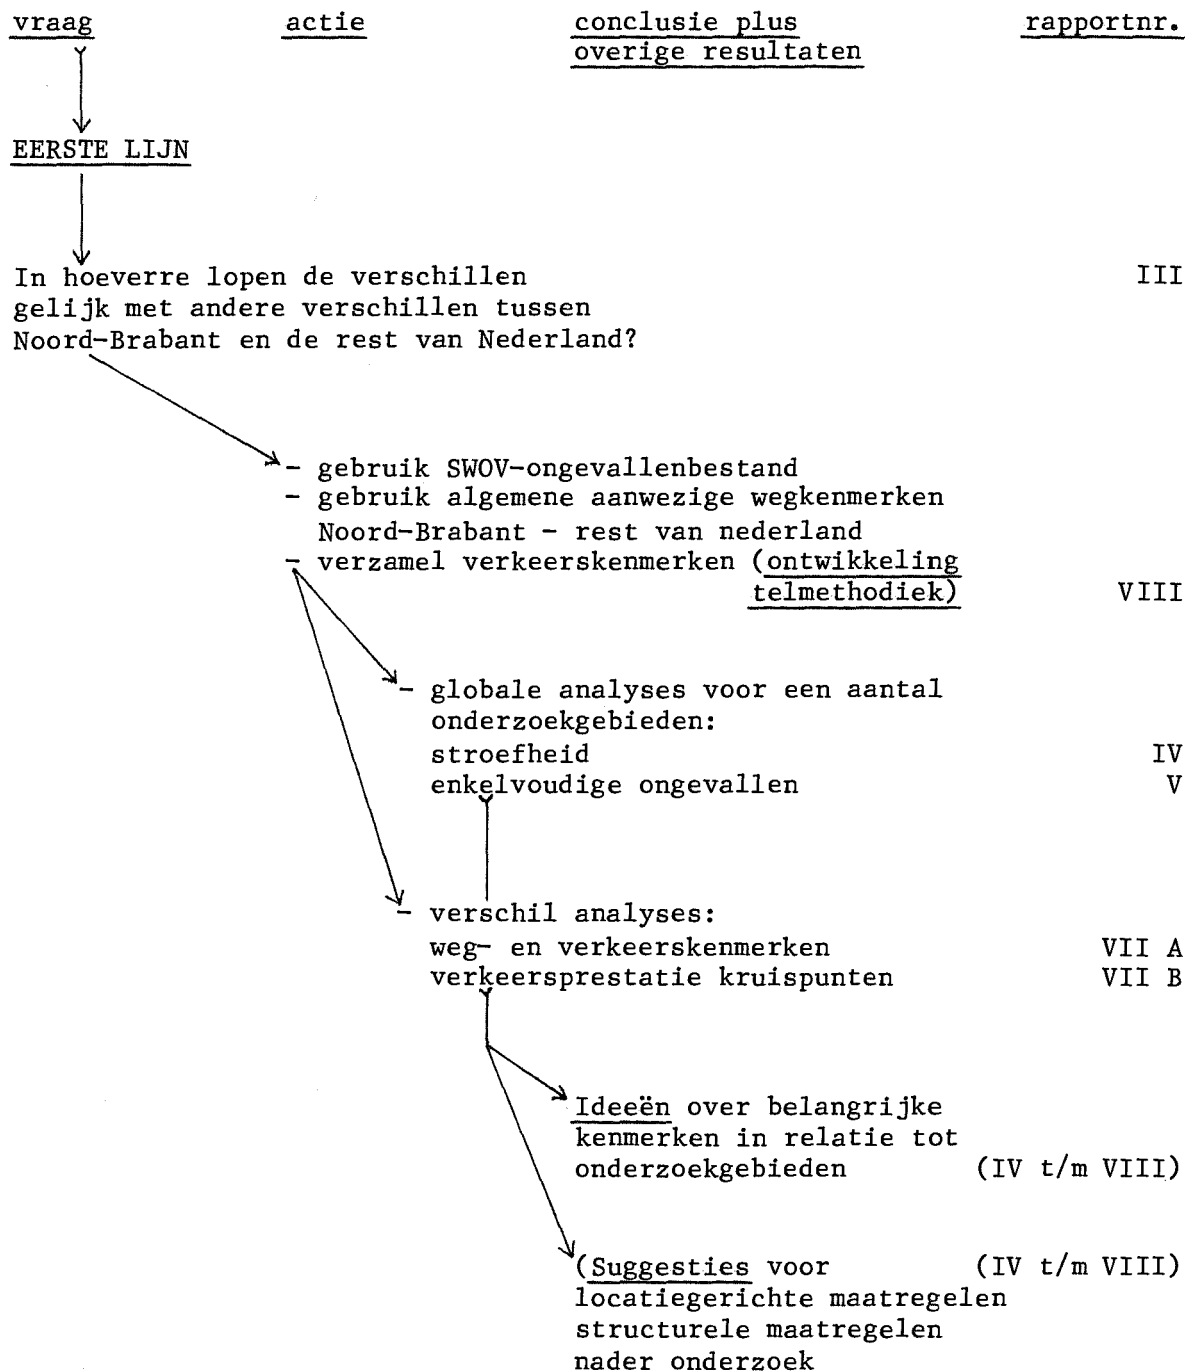 vraag actie conclusie plus rapportnr.
overige resultaten
EERSTE LIJN
In hoeverre lopen de verschillen III
gelijk met andere verschillen tussen
Noord-Brabant en de rest van Nederland?
- gebruik SWOV-ongevallenbestand
- gebruik algemene aanwezige wegkenmerken
Noord-Brabant - rest van nederland
- verzamel verkeerskenmerken (ontwikkeling
telmethodiek) VIII
- globale analyses voor een aantal
onderzoekgebieden:
stroefheid IV
enkelvoudige ongevallen V
- verschil analyses:
weg- en verkeerskenmerken VII A
verkeersprestatie kruispunten VII B
Ideeën over belangrijke
kenmerken in relatie tot
onderzoekgebieden (IV t/m VIII)
(Suggesties voor (IV t/m VIII)
locatiegerichte maatregelen
structurele maatregelen
nader onderzoek